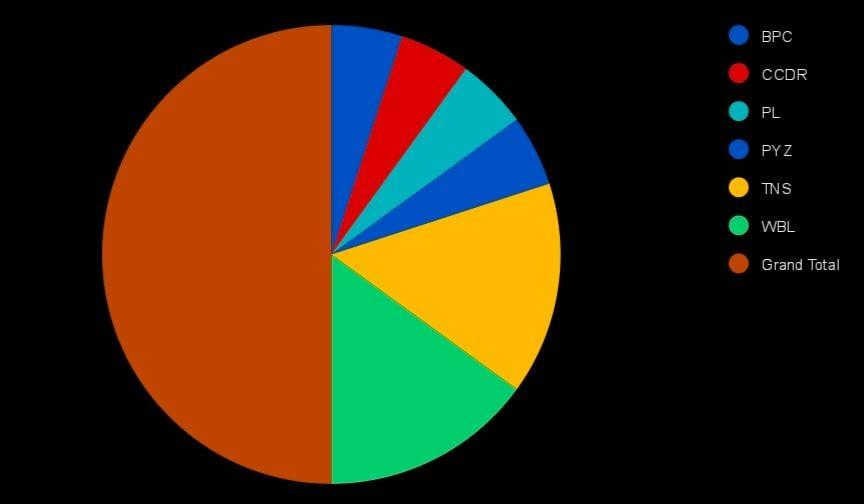 BPC
CCDR
PL
PYZ
TNS
WBL
Grand Total